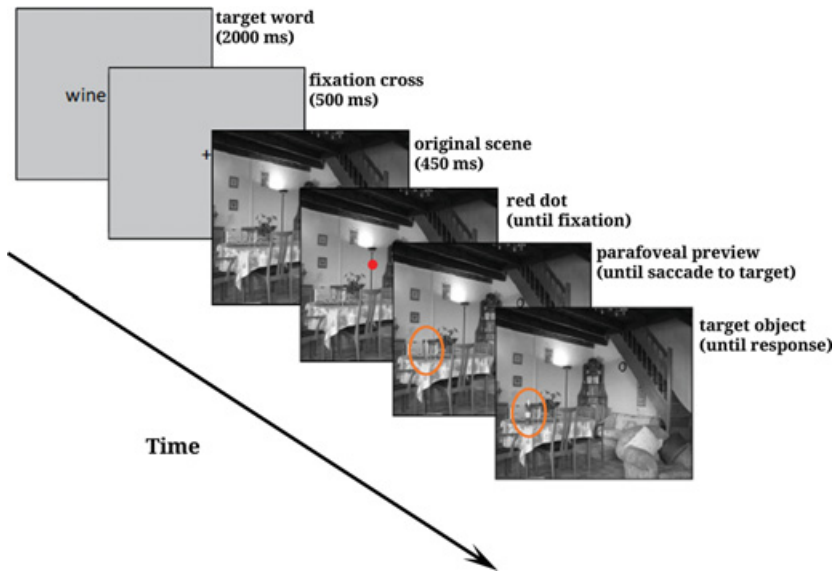 target word
(2000 ms)
wine
fixation cross
(500 ms)
+
original scene
(450 ms)
red dot
(until fixation)
parafoveal preview
(until saccade to target)
target object
(until response)
Time